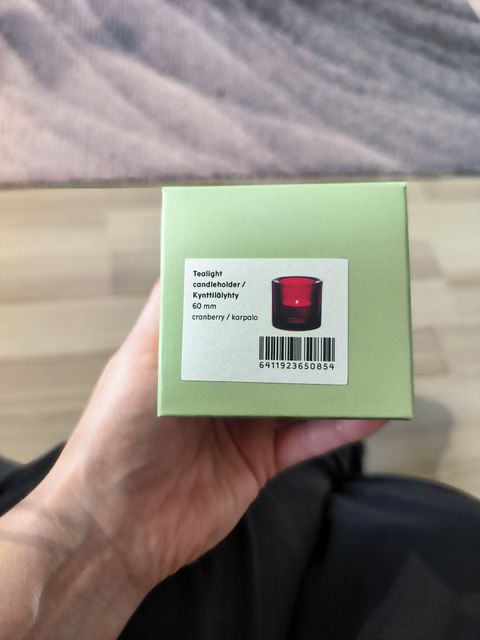 Tealight
candleholder /
Kynttilälyhty
60 mm
cranberry / karpalo
6411923650854